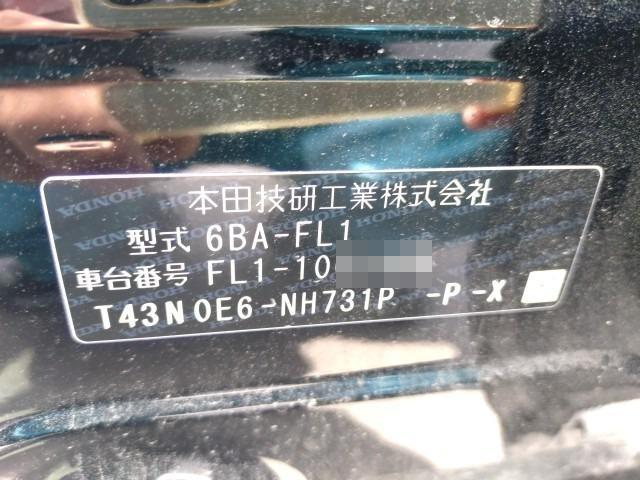 本田技研工業株式会社
型式 6BA-FL1
車台番号 FL1-10
T43N0E6-NH731P -P-X